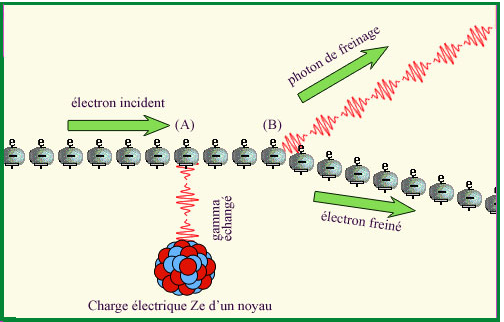 photon de freinage
électron incident
(A)
(B)
e e e e e e e e e e e e e e e e e e
gamma
échangé
électron freiné
Charge électrique Ze d'un noyau